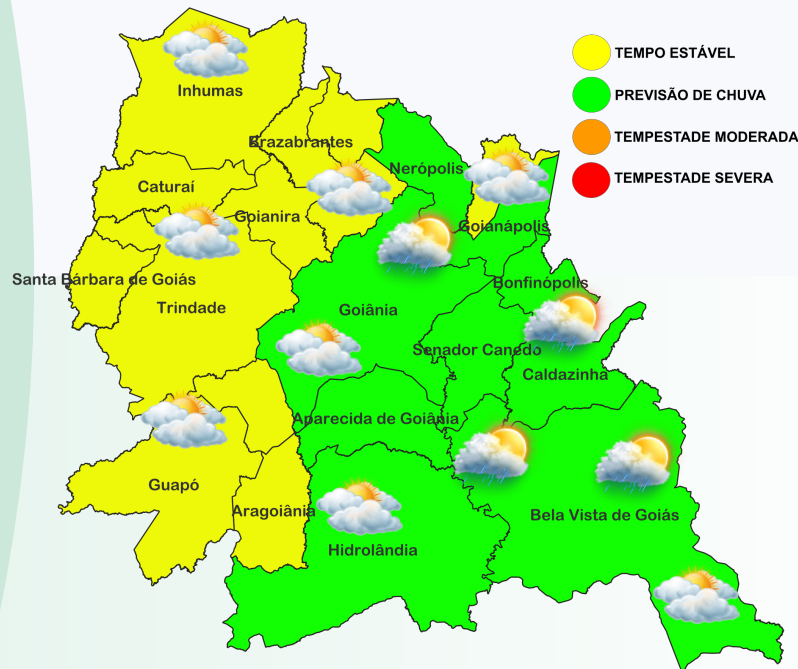 TEMPO ESTÁVEL
PREVISÃO DE CHUVA
TEMPESTADE MODERADA
TEMPESTADE SEVERA
Inhumas
Brazabrantes
Nerópolis
Caturaí
Goianira
Goianápolis
Santa Bárbara de Goiás
Bonfinópolis
Trindade
Goiânia
Senador Canedo
Caldazinha
Aparecida de Goiânia
Guapó
Aragoiânia
Bela Vista de Goiás
Hidrolândia